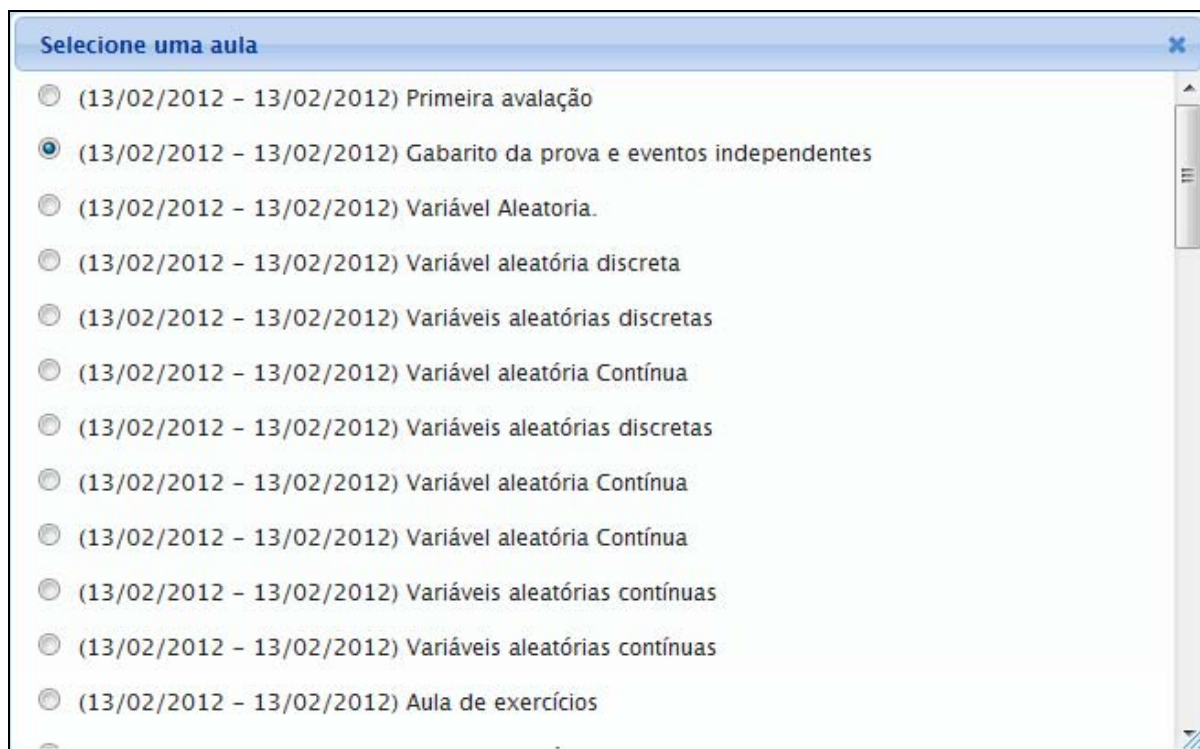 Selecione uma aula
(13/02/2012 - 13/02/2012) Primeira avalação
(13/02/2012 - 13/02/2012) Gabarito da prova e eventos independentes
(13/02/2012 - 13/02/2012) Variável Aleatoria.
(13/02/2012 - 13/02/2012) Variável aleatória discreta
(13/02/2012 - 13/02/2012) Variáveis aleatórias discretas
(13/02/2012 - 13/02/2012) Variável aleatória Contínua
(13/02/2012 - 13/02/2012) Variáveis aleatórias discretas
(13/02/2012 - 13/02/2012) Variável aleatória Contínua
(13/02/2012 - 13/02/2012) Variável aleatória Contínua
(13/02/2012 - 13/02/2012) Variáveis aleatórias contínuas
(13/02/2012 - 13/02/2012) Variáveis aleatórias contínuas
(13/02/2012 - 13/02/2012) Aula de exercícios